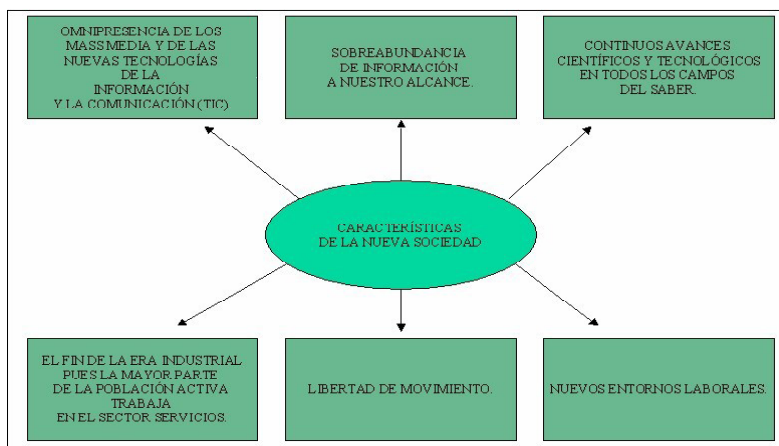 OMNIPRESENCIA DE LOS
MASS MEDIA Y DE LAS
NUEVAS TECNOLOGÍAS
DE LA
INFORMACIÓN
Y LA COMUNICACIÓN (TIC)
SOBREABUNDANCIA
DE INFORMACIÓN
A NUESTRO ALCANCE.
CONTINUOS AVANCES
CIENTÍFICOS Y TECNOLÓGICOS
EN TODOS LOS CAMPOS
DEL SABER.
CARACTERÍSTICAS
DE LA NUEVA SOCIEDAD
EL FIN DE LA ERA INDUSTRIAL
PUES LA MAYOR PARTE
DE LA POBLACIÓN ACTIVA
TRABAJA
EN EL SECTOR SERVICIOS.
LIBERTAD DE MOVIMIENTO.
NUEVOS ENTORNOS LABORALES.